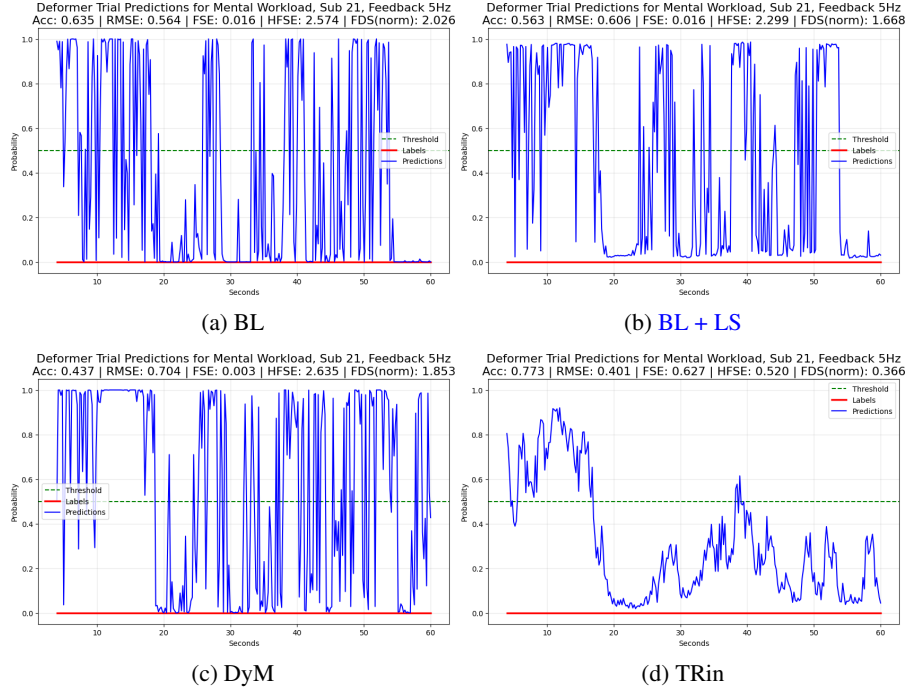 Deformer Trial Predictions for Mental Workload, Sub 21, Feedback 5Hz
Acc: 0.635 | RMSE: 0.564 | FSE: 0.016 | HFSE: 2.574 | FDS(norm): 2.026
1.0
0.8
0.6
0.4
0.2
0.0
Probability
Threshold
Labels
Predictions
10 20 30 40 50 60
Seconds
(a) BL
Deformer Trial Predictions for Mental Workload, Sub 21, Feedback 5Hz
Acc: 0.563 | RMSE: 0.606 | FSE: 0.016 | HFSE: 2.299 | FDS(norm): 1.668
1.0
0.8
0.6
0.4
0.2
0.0
Probability
Threshold
Labels
Predictions
10 20 30 40 50 60
Seconds
(b) BL + LS
Deformer Trial Predictions for Mental Workload, Sub 21, Feedback 5Hz
Acc: 0.437 | RMSE: 0.704 | FSE: 0.003 | HFSE: 2.635 | FDS(norm): 1.853
1.0
0.8
0.6
0.4
0.2
0.0
Probability
Threshold
Labels
Predictions
10 20 30 40 50 60
Seconds
(c) DyM
Deformer Trial Predictions for Mental Workload, Sub 21, Feedback 5Hz
Acc: 0.773 | RMSE: 0.401 | FSE: 0.627 | HFSE: 0.520 | FDS(norm): 0.366
1.0
0.8
0.6
0.4
0.2
0.0
Probability
Threshold
Labels
Predictions
10 20 30 40 50 60
Seconds
(d) TRin